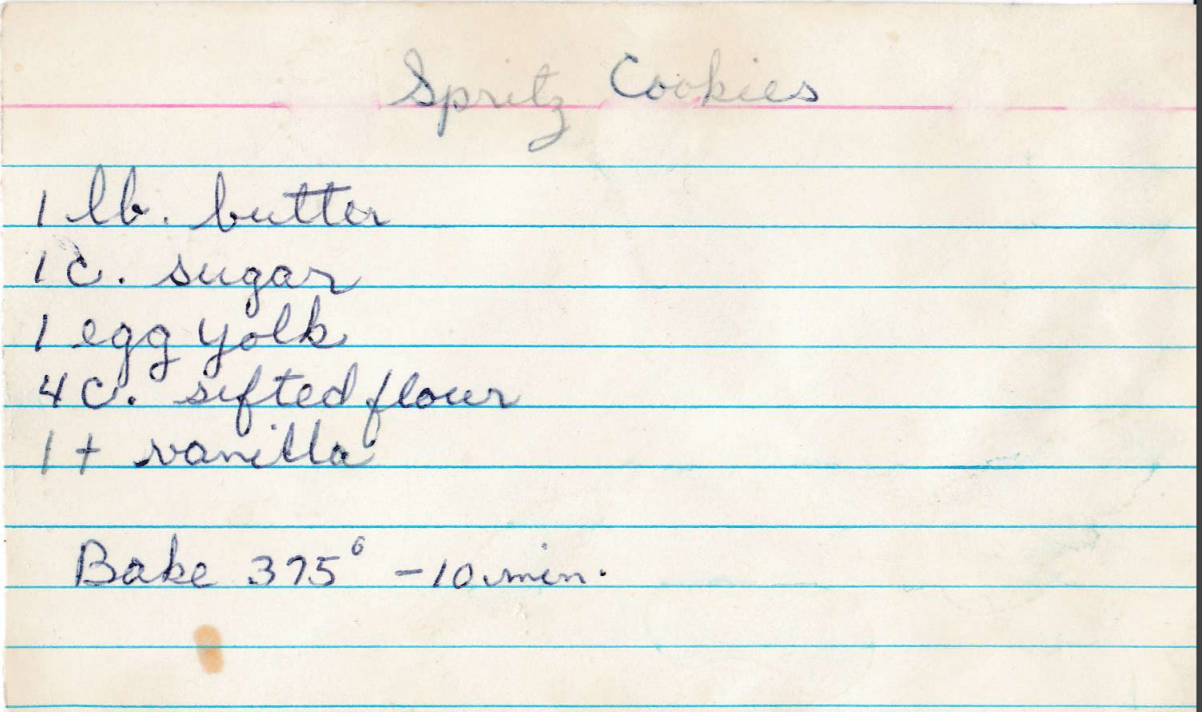 Spritz Cookies
1 lb. butter
1 c. sugar
1 egg yolk
4 c. sifted flour
1 t vanilla
Bake 375° - 10 min.